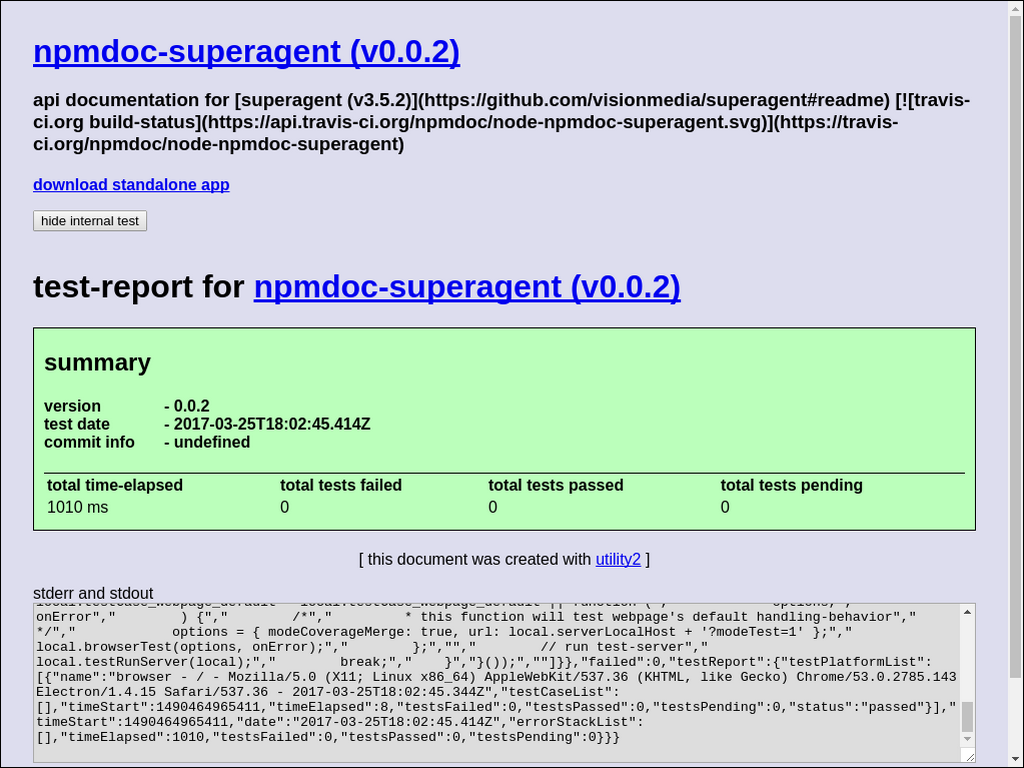 npmdoc-superagent (v0.0.2)
api documentation for [superagent (v3.5.2)](https://github.com/visionmedia/superagent#readme) [![travis-
ci.org build-status](https://api.travis-ci.org/npmdoc/node-npmdoc-superagent.svg)](https://travis-
ci.org/npmdoc/node-npmdoc-superagent)
download standalone app
hide internal test
test-report for npmdoc-superagent (v0.0.2)
summary
version - 0.0.2
test date - 2017-03-25T18:02:45.414Z
commit info - undefined
total time-elapsed total tests failed total tests passed total tests pending
1010 ms 0 0 0
[ this document was created with utility2 ]
stderr and stdout
onError","        ) {","        /*","         * this function will test webpage's default handling-behavior","
*/","            options = { modeCoverageMerge: true, url: local.serverLocalHost + '?modeTest=1' };","
local.browserTest(options, onError);","        };","","        // run test-server","
local.testRunServer(local);","        break;","    }","}());",""]}},"failed":0,"testReport":{"testPlatformList":
[{"name":"browser - / - Mozilla/5.0 (X11; Linux x86_64) AppleWebKit/537.36 (KHTML, like Gecko) Chrome/53.0.2785.143
Electron/1.4.15 Safari/537.36 - 2017-03-25T18:02:45.344Z","testCaseList":
[],"timeStart":1490464965411,"timeElapsed":8,"testsFailed":0,"testsPassed":0,"testsPending":0,"status":"passed"}],"
timeStart":1490464965411,"date":"2017-03-25T18:02:45.414Z","errorStackList":
[],"timeElapsed":1010,"testsFailed":0,"testsPassed":0,"testsPending":0}}}